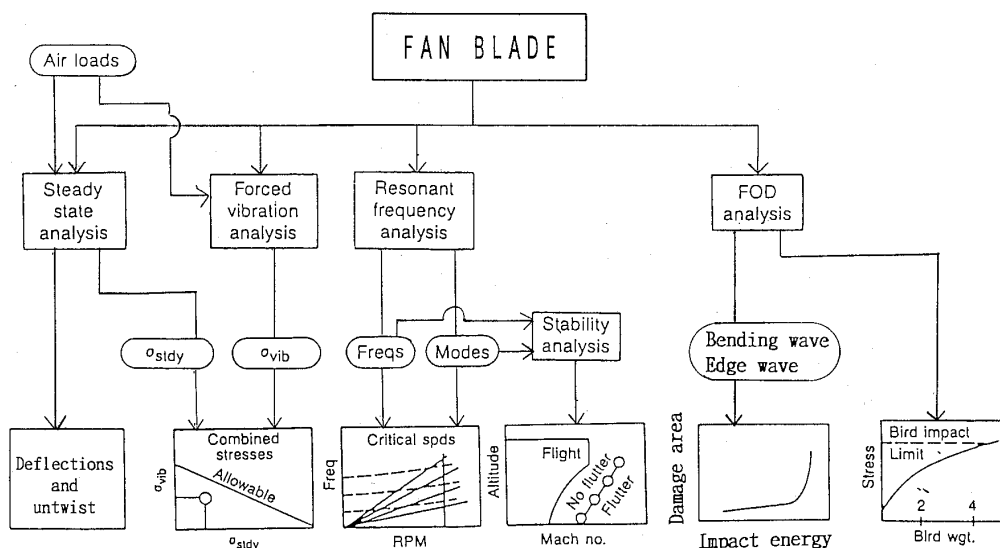 FAN BLADE
Air loads
Steady
state
analysis
Forced
vibration
analysis
Resonant
frequency
analysis
FOD
analysis
Stability
analysis
σstdy
σvib
Freqs
Modes
Bending wave
Edge wave
Deflections
and
untwist
Combined
stresses
Allowable
σvib
σstdy
Critical spds
Freq
RPM
Flight
No flutter
Flutter
Altitude
Mach no.
Damage area
Impact energy
Bird impact
Limit
Stress
2 4
Bird wgt.